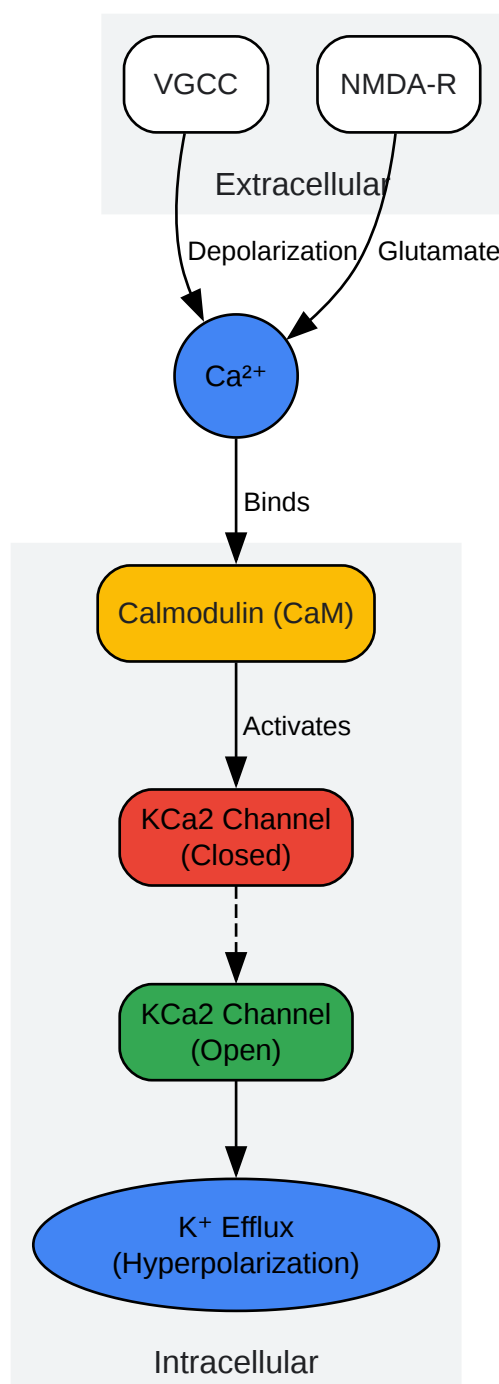 VGCC
NMDA-R
Extracellular
Depolarization
Glutamate
Ca²⁺
Binds
Calmodulin (CaM)
Activates
KCa2 Channel
(Closed)
KCa2 Channel
(Open)
K⁺ Efflux
(Hyperpolarization)
Intracellular